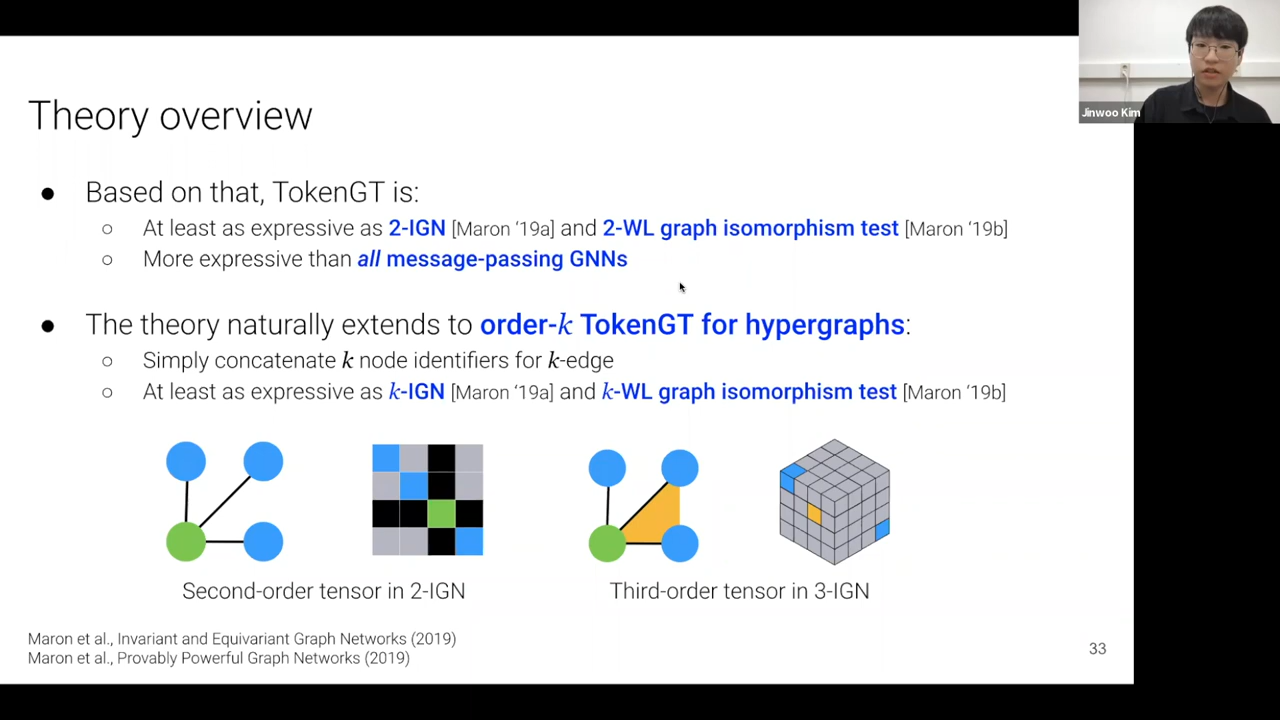 Jinwoo Kim
Theory overview
● Based on that, TokenGT is:
○ At least as expressive as 2-IGN [Maron ‘19a] and 2-WL graph isomorphism test [Maron ‘19b]
○ More expressive than all message-passing GNNs
● The theory naturally extends to order-k TokenGT for hypergraphs:
○ Simply concatenate k node identifiers for k-edge
○ At least as expressive as k-IGN [Maron ‘19a] and k-WL graph isomorphism test [Maron ‘19b]
Second-order tensor in 2-IGN
Third-order tensor in 3-IGN
Maron et al., Invariant and Equivariant Graph Networks (2019)
Maron et al., Provably Powerful Graph Networks (2019)
33